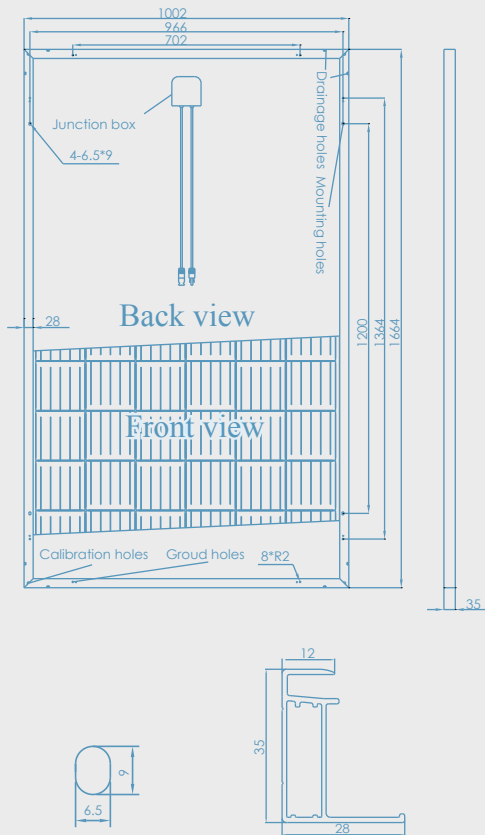 1002
966
702
Junction box
4-6.5*9
Drainage holes
Mounting holes
28
Back view
1200
1364
1664
Front view
Calibration holes
Groud holes
8*R2
35
12
35
9
6.5
28